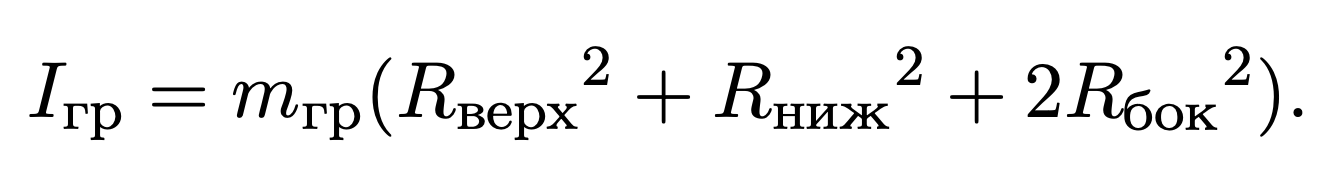 I_гр = m_гр(R_верх^2 + R_ниж^2 + 2R_бок^2).